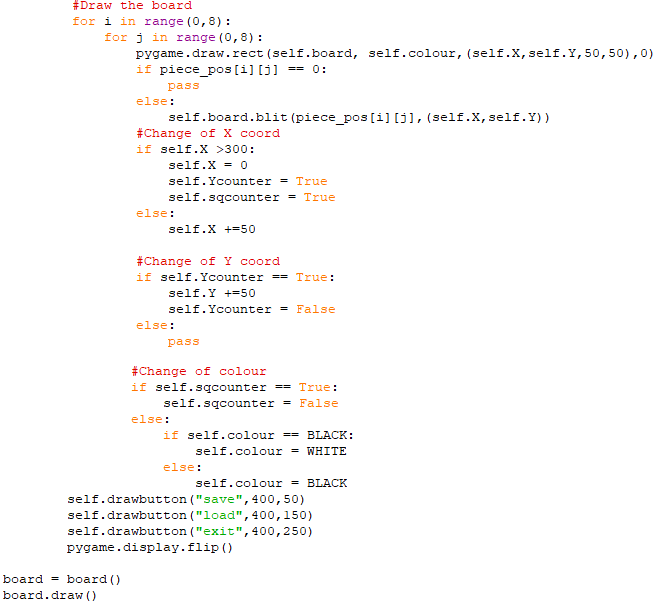 #Draw the board
for i in range(0,8):
for j in range(0,8):
pygame.draw.rect(self.board, self.colour,(self.X,self.Y,50,50),0)
if piece_pos[i][j] == 0:
pass
else:
self.board.blit(piece_pos[i][j],(self.X,self.Y))
#Change of X coord
if self.X >300:
self.X = 0
self.Ycounter = True
self.sqcounter = True
else:
self.X +=50
#Change of Y coord
if self.Ycounter == True:
self.Y +=50
self.Ycounter = False
else:
pass
#Change of colour
if self.sqcounter == True:
self.sqcounter = False
else:
if self.colour == BLACK:
self.colour = WHITE
else:
self.colour = BLACK
self.drawbutton("save",400,50)
self.drawbutton("load",400,150)
self.drawbutton("exit",400,250)
pygame.display.flip()
board = board()
board.draw()